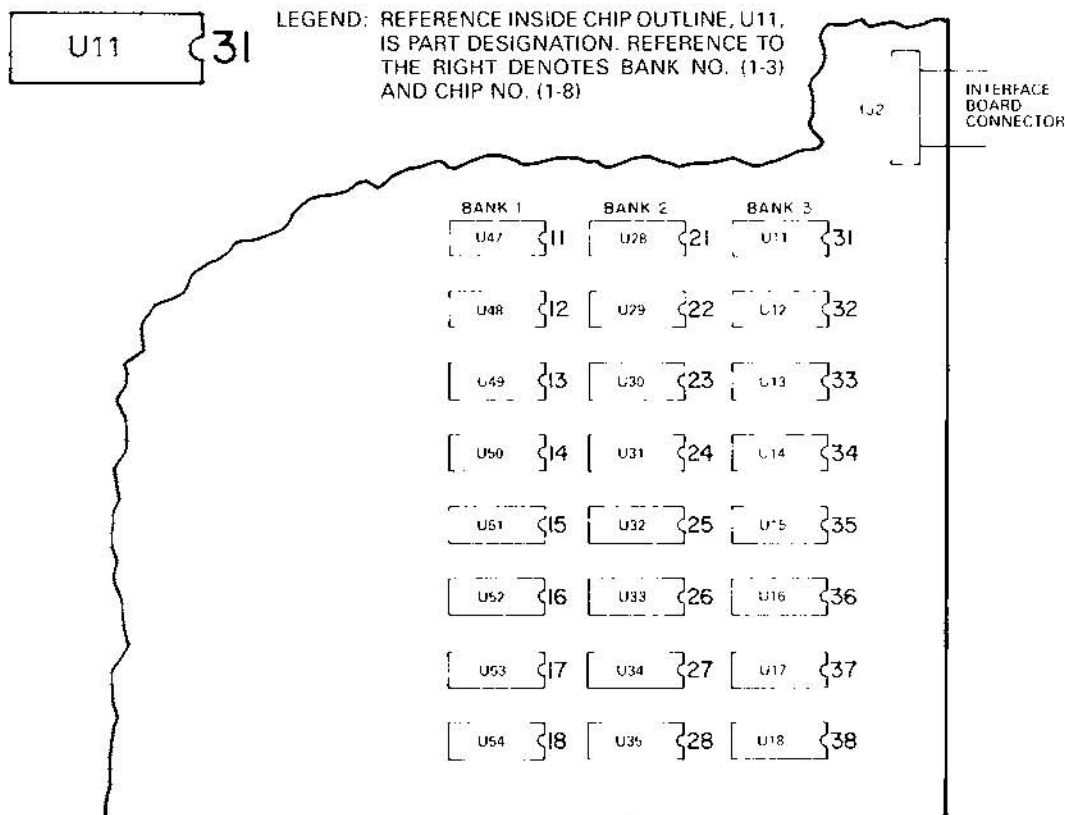 U11 31
LEGEND: REFERENCE INSIDE CHIP OUTLINE, U11,
IS PART DESIGNATION. REFERENCE TO
THE RIGHT DENOTES BANK NO. (1-3)
AND CHIP NO. (1-8)
INTERFACE
BOARD
CONNECTOR
BANK 1 BANK 2 BANK 3
U47 11 U28 21 U11 31
U48 12 U29 22 U12 32
U49 13 U30 23 U13 33
U50 14 U31 24 U14 34
U51 15 U32 25 U15 35
U52 16 U33 26 U16 36
U53 17 U34 27 U17 37
U54 18 U35 28 U18 38